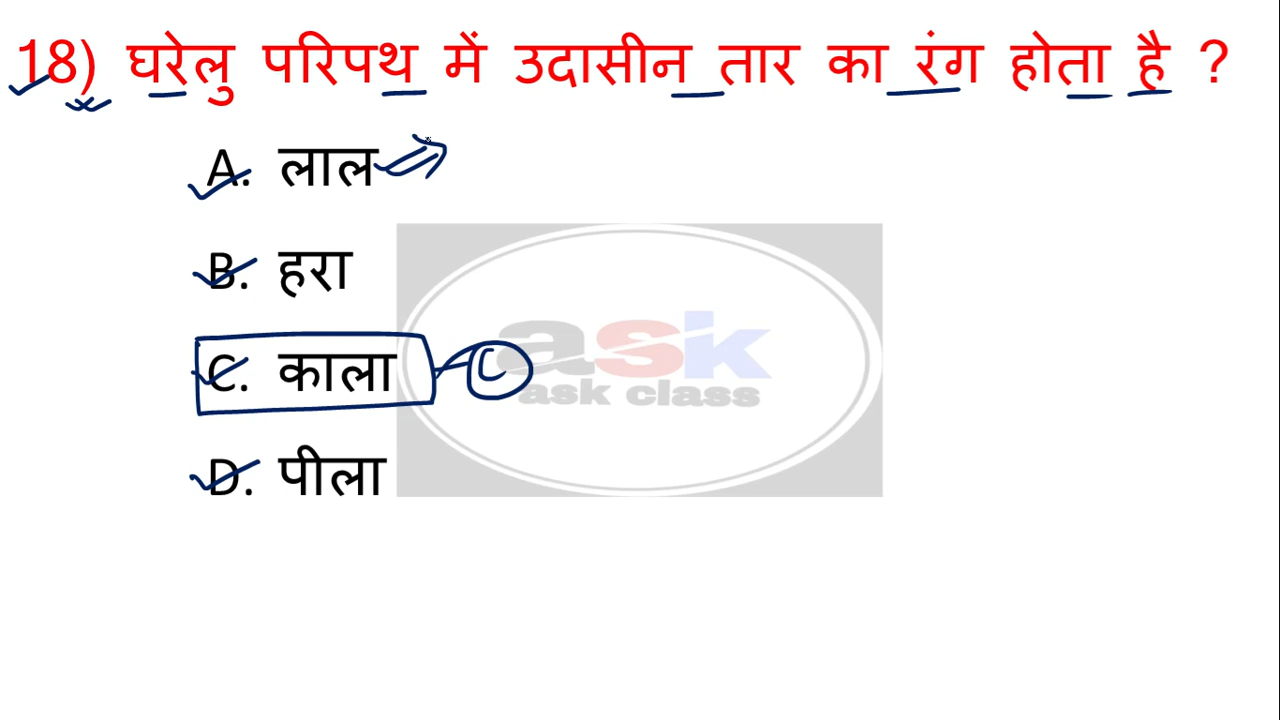 18) घरेलु परिपथ में उदासीन तार का रंग होता है ?
A. लाल
B. हरा
C. काला
C
D. पीला
ask
ask class